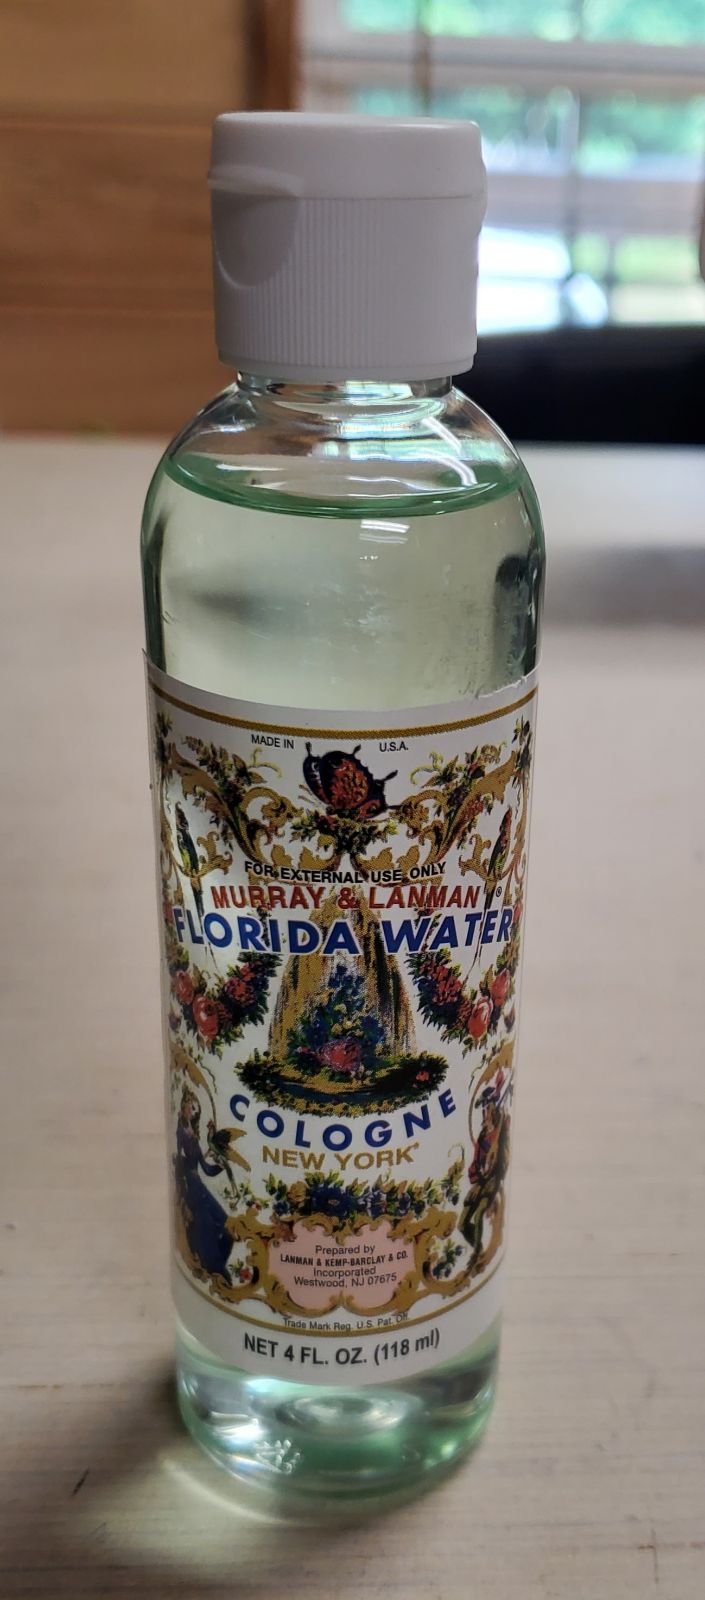 MADE IN U.S.A.
FOR EXTERNAL USE ONLY
MURRAY & LANMAN®
FLORIDA WATER
COLOGNE
NEW YORK
Prepared by
LANMAN & KEMP-BARCLAY & CO.
Incorporated
Westwood, NJ 07675
Trade Mark Reg. U.S. Pat. Off.
NET 4 FL. OZ. (118 ml)